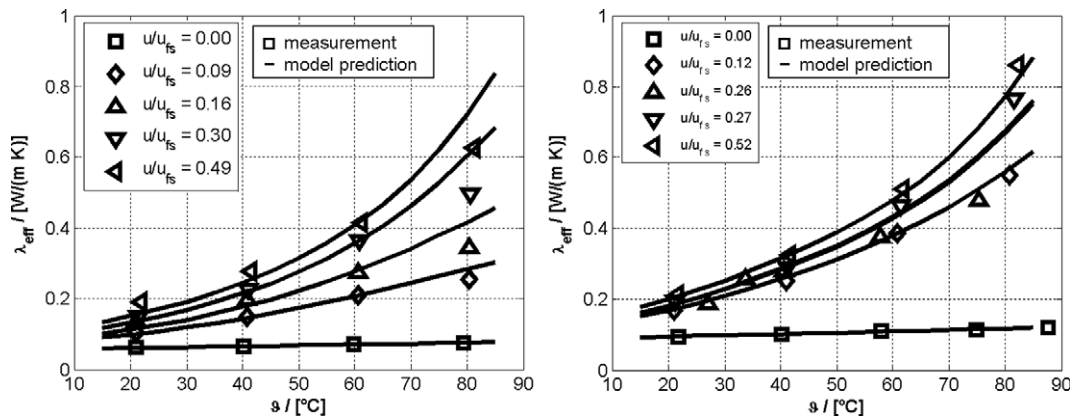 1
0.8
0.6
0.4
0.2
0
λeff / [W/(m K)]
u/ufs = 0.00
u/ufs = 0.09
u/ufs = 0.16
u/ufs = 0.30
u/ufs = 0.49
measurement
model prediction
10 20 30 40 50 60 70 80 90
ϑ / [°C]
1
0.8
0.6
0.4
0.2
0
λeff / [W/(m K)]
u/ufs = 0.00
u/ufs = 0.12
u/ufs = 0.26
u/ufs = 0.27
u/ufs = 0.52
measurement
model prediction
10 20 30 40 50 60 70 80 90
ϑ / [°C]